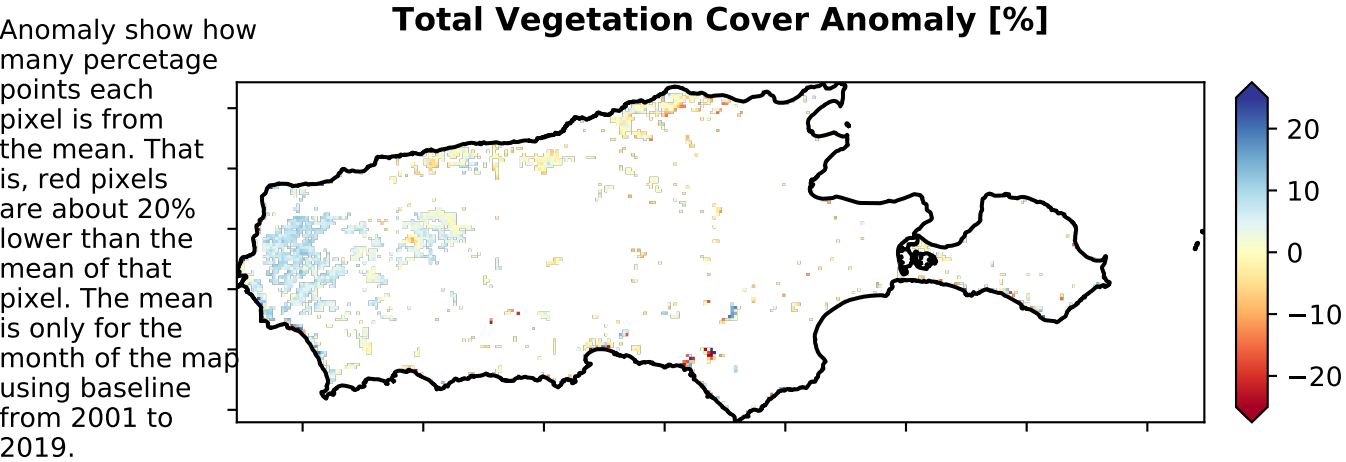 Total Vegetation Cover Anomaly [%]
Anomaly show how
many percetage
points each
pixel is from
the mean. That
is, red pixels
are about 20%
lower than the
mean of that
pixel. The mean
is only for the
month of the map
using baseline
from 2001 to
2019.
20
10
0
−10
−20